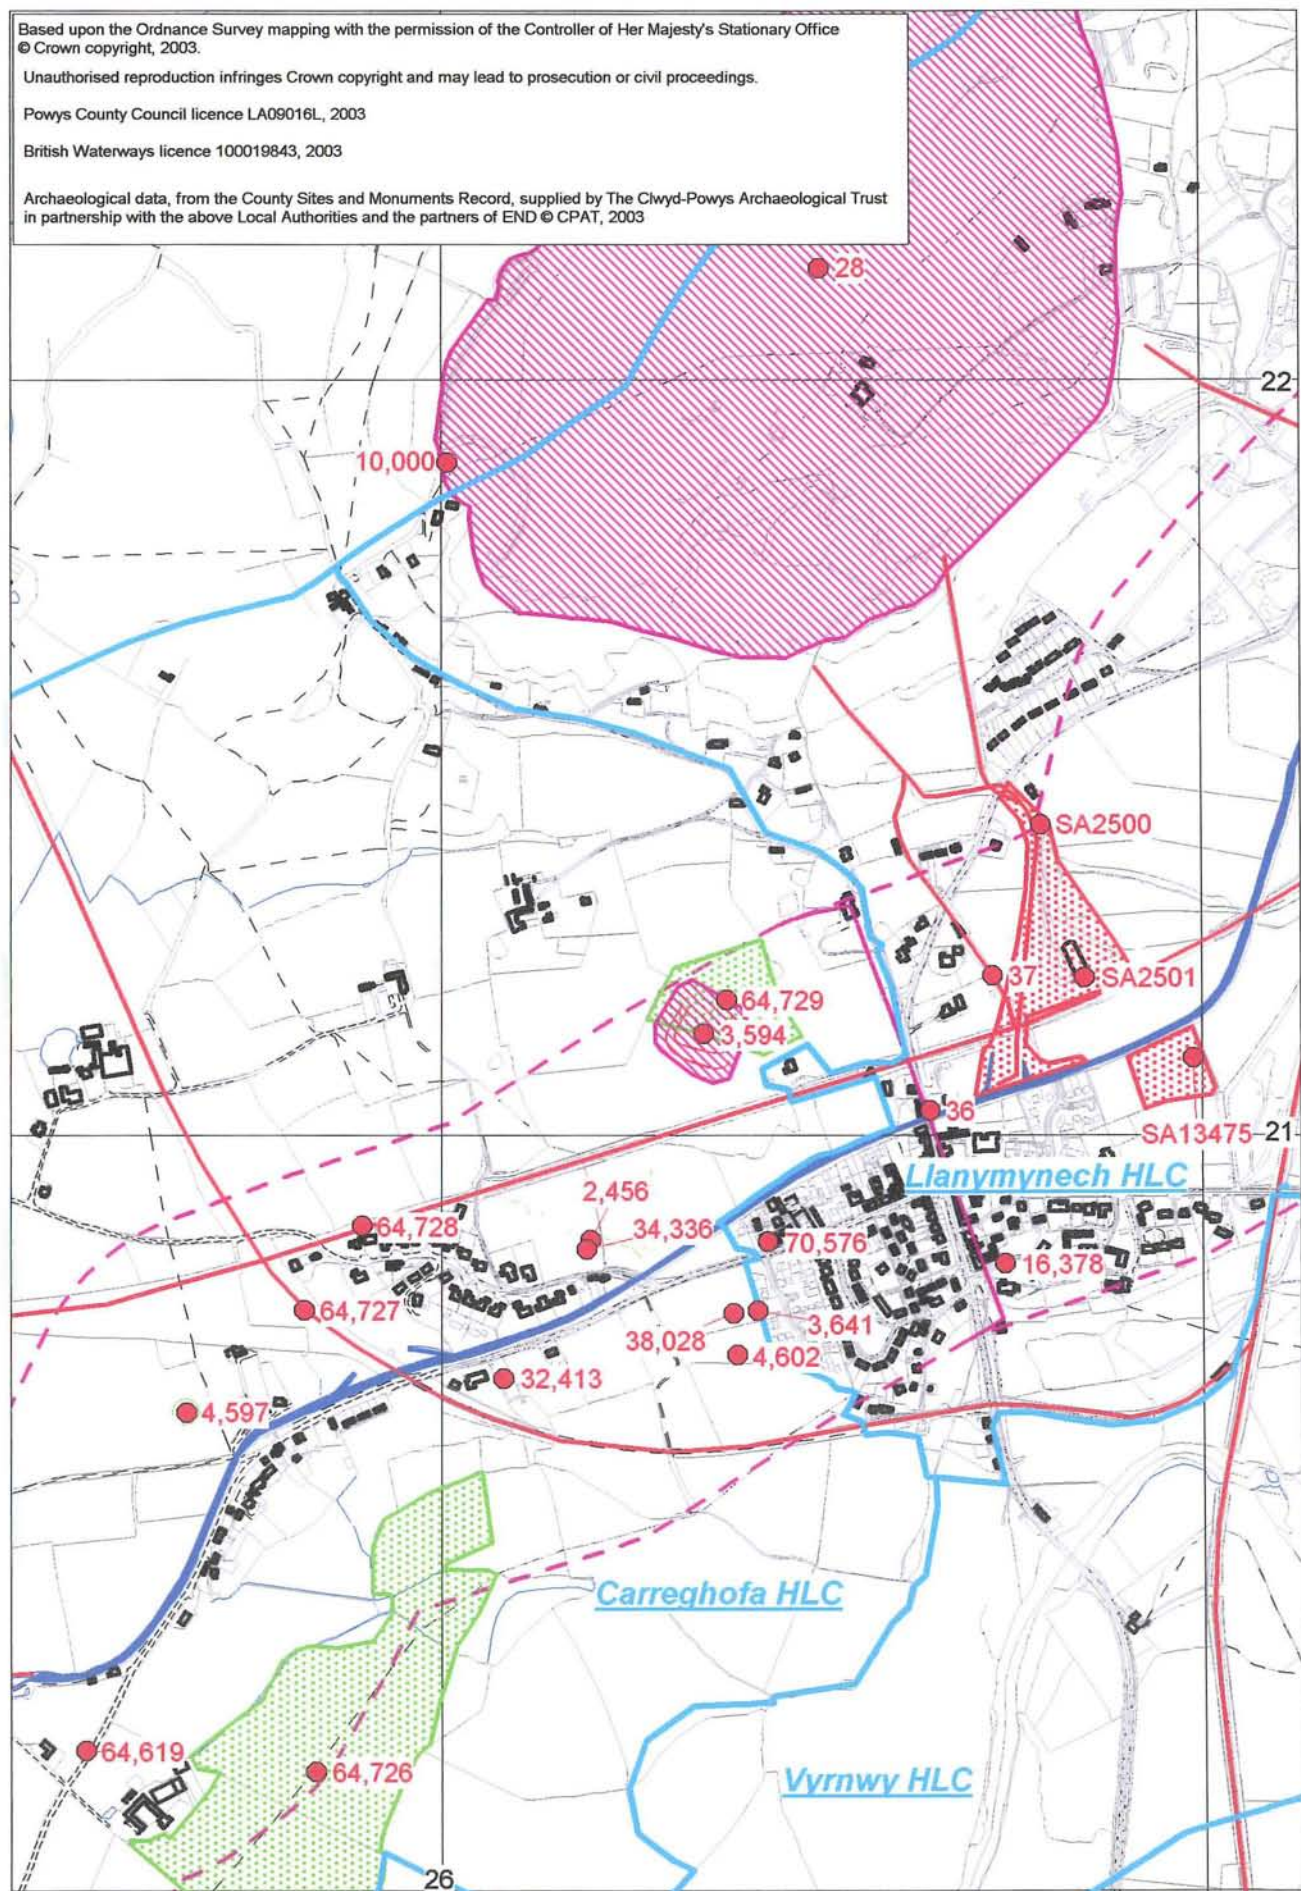 Based upon the Ordnance Survey mapping with the permission of the Controller of Her Majesty's Stationary Office
© Crown copyright, 2003.
Unauthorised reproduction infringes Crown copyright and may lead to prosecution or civil proceedings.
Powys County Council licence LA09016L, 2003
British Waterways licence 100019843, 2003
Archaeological data, from the County Sites and Monuments Record, supplied by The Clwyd-Powys Archaeological Trust
in partnership with the above Local Authorities and the partners of END © CPAT, 2003
28
22
10,000
SA2500
37
SA2501
64,729
3,594
36
SA13475
21
Llanymynech HLC
2,456
64,728
34,336
70,576
16,378
64,727
3,641
38,028
4,602
32,413
4,597
Carreghofa HLC
64,619
64,726
Vyrnwy HLC
26